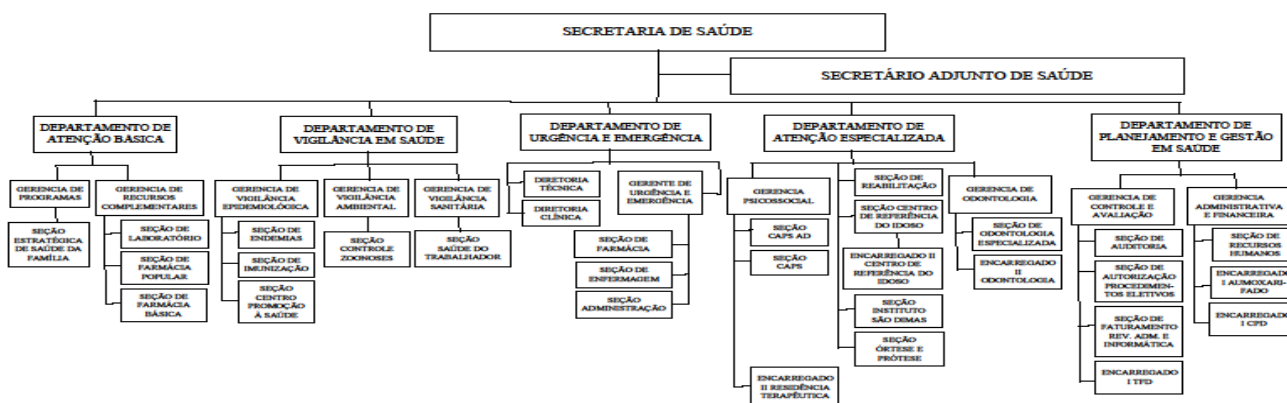 SECRETARIA DE SAÚDE
SECRETÁRIO ADJUNTO DE SAÚDE
DEPARTAMENTO DE
ATENÇÃO BÁSICA
GERENCIA DE
PROGRAMAS
SEÇÃO
ESTRATÉGICA
DE SAÚDE DA
FAMÍLIA
GERENCIA DE
RECURSOS
COMPLEMENTARES
SEÇÃO DE
LABORATÓRIO
SEÇÃO DE
FARMÁCIA
POPULAR
SEÇÃO DE
FARMÁCIA
BÁSICA
DEPARTAMENTO DE
VIGILÂNCIA EM SAÚDE
GERENCIA DE
VIGILÂNCIA
EPIDEMIOLÓGICA
SEÇÃO DE
ENDEMIAS
SEÇÃO DE
IMUNIZAÇÃO
SEÇÃO
CENTRO
PROMOÇÃO
À SAÚDE
GERENCIA DE
VIGILÂNCIA
AMBIENTAL
SEÇÃO
CONTROLE
ZOONOSES
GERENCIA DE
VIGILÂNCIA
SANITÁRIA
SEÇÃO
SAÚDE DO
TRABALHADOR
DEPARTAMENTO DE
URGÊNCIA E EMERGÊNCIA
DIRETORIA
TÉCNICA
DIRETORIA
CLÍNICA
GERENTE DE
URGÊNCIA E
EMERGÊNCIA
SEÇÃO DE
FARMÁCIA
SEÇÃO DE
ENFERMAGEM
SEÇÃO
ADMINISTRAÇÃO
DEPARTAMENTO DE
ATENÇÃO ESPECIALIZADA
GERENCIA
PSICOSSOCIAL
SEÇÃO
CAPS AD
SEÇÃO
CAPS
ENCARREGADO
II RESIDÊNCIA
TERAPÊUTICA
SEÇÃO DE
REABILITAÇÃO
SEÇÃO CENTRO
DE REFERÊNCIA
DO IDOSO
ENCARREGADO II
CENTRO DE
REFERÊNCIA DO
IDOSO
SEÇÃO
INSTITUTO
SÃO DIMAS
SEÇÃO
ÓRTESE E
PRÓTESE
GERENCIA DE
ODONTOLOGIA
SEÇÃO DE
ODONTOLOGIA
ESPECIALIZADA
ENCARREGADO
II ODONTOLOGIA
DEPARTAMENTO DE
PLANEJAMENTO E GESTÃO
EM SAÚDE
GERENCIA DE
CONTROLE E
AVALIAÇÃO
SEÇÃO DE
AUDITORIA
SEÇÃO DE
AUTORIZAÇÃO
PROCEDIMEN-
TOS ELETIVOS
SEÇÃO DE
FATURAMENTO
REV. ADM. E
INFORMÁTICA
ENCARREGADO
I TFD
GERENCIA
ADMINISTRATIVA
E FINANCEIRA
SEÇÃO DE
RECURSOS
HUMANOS
ENCARREGADO
I AUMOXARI-
FADO
ENCARREGADO
I CPD